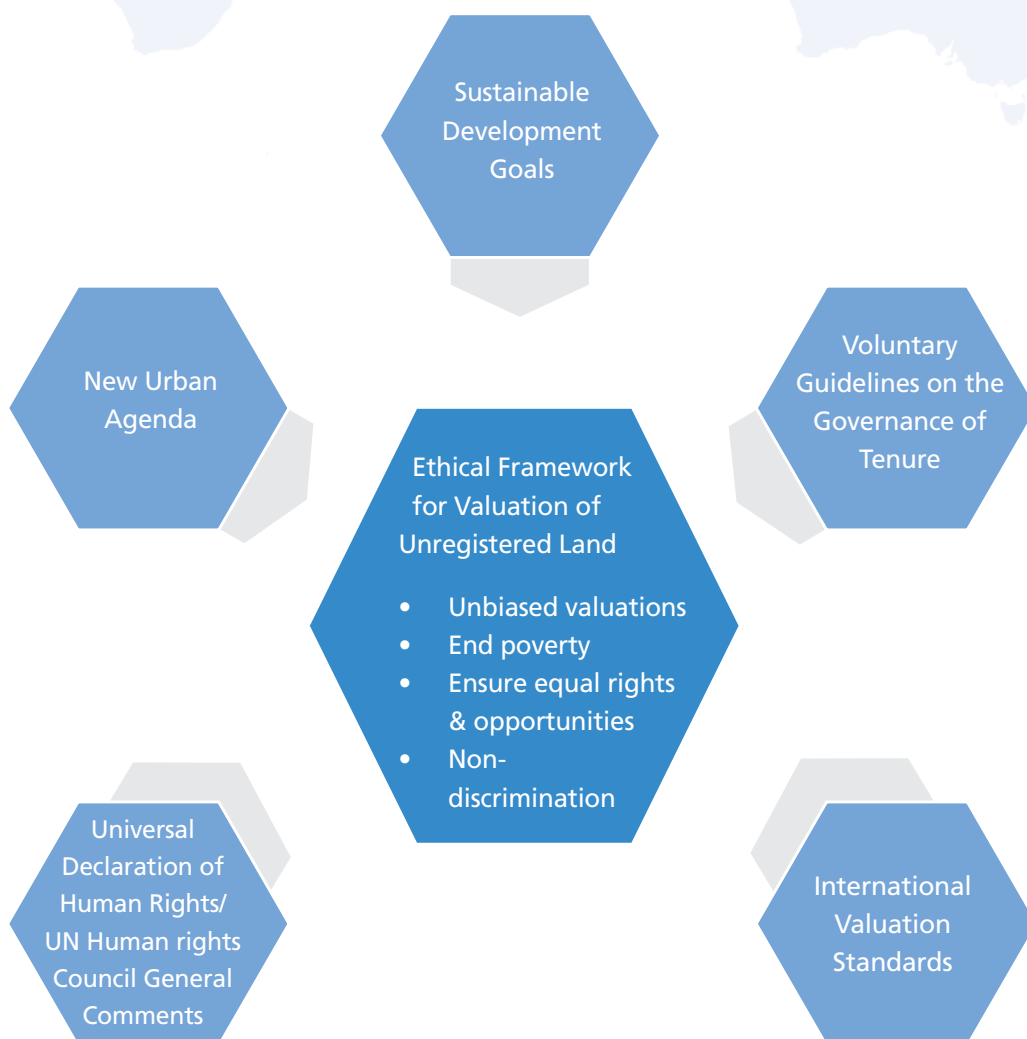 Sustainable
Development
Goals
New Urban
Agenda
Voluntary
Guidelines on the
Governance of
Tenure
Ethical Framework
for Valuation of
Unregistered Land
• Unbiased valuations
• End poverty
• Ensure equal rights
& opportunities
• Non-
discrimination
Universal
Declaration of
Human Rights/
UN Human rights
Council General
Comments
International
Valuation
Standards